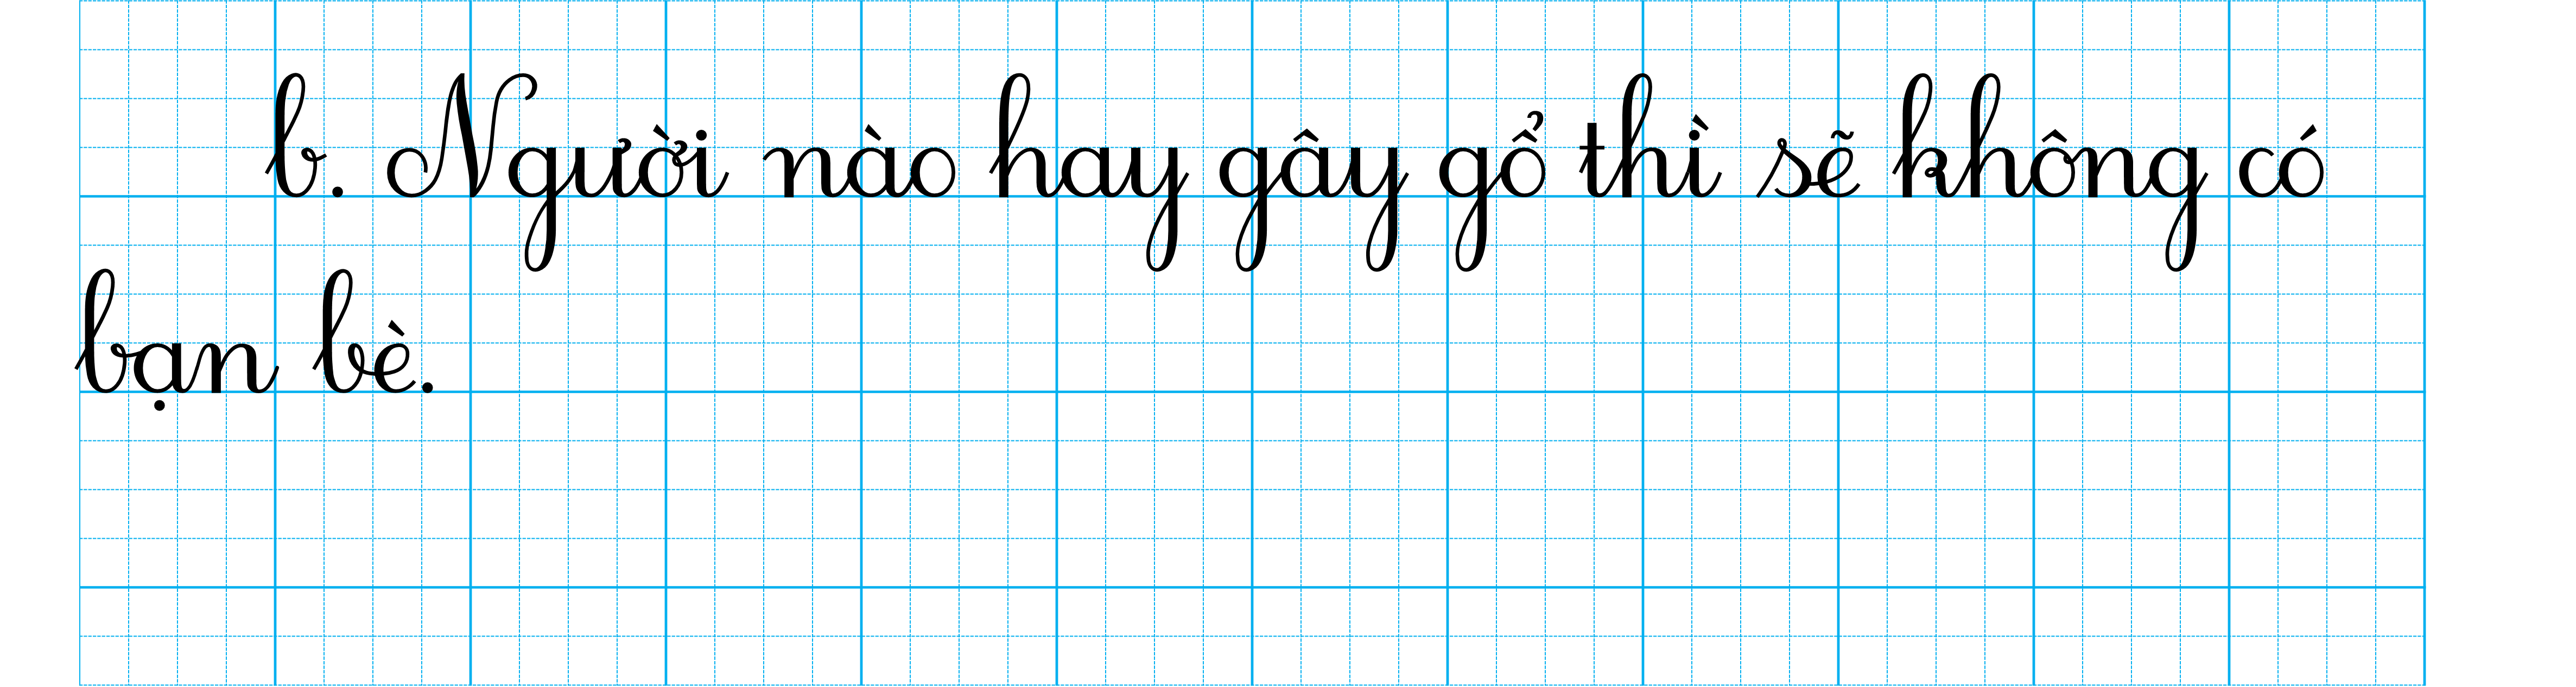 b. Người nào hay gây gổ thì sẽ không có
bạn bè.